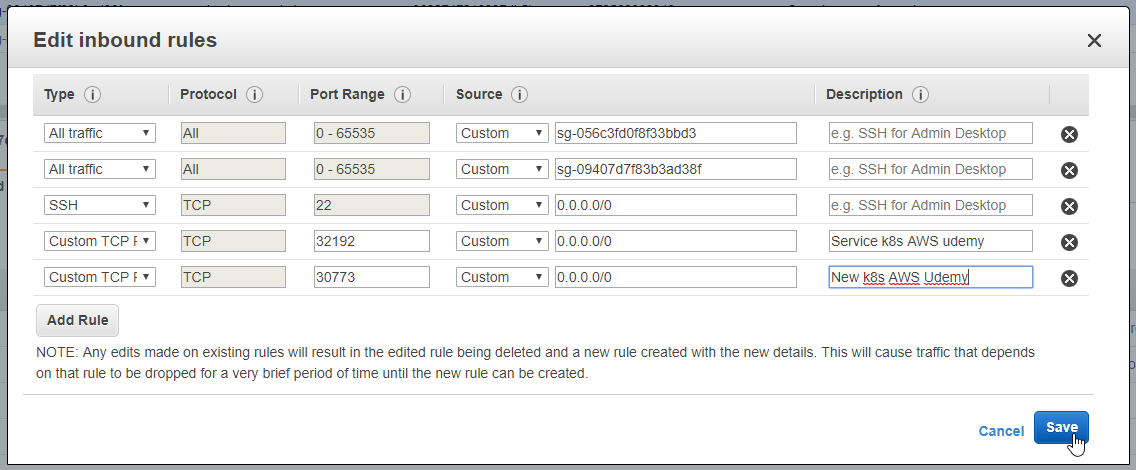 Edit inbound rules
Type Protocol Port Range Source Description
All traffic All 0 - 65535 Custom sg-056c3fd0f8f33bbd3 e.g. SSH for Admin Desktop
All traffic All 0 - 65535 Custom sg-09407d7f83b3ad38f e.g. SSH for Admin Desktop
SSH TCP 22 Custom 0.0.0.0/0 e.g. SSH for Admin Desktop
Custom TCP TCP 32192 Custom 0.0.0.0/0 Service k8s AWS udemy
Custom TCP TCP 30773 Custom 0.0.0.0/0 New k8s AWS Udemy
Add Rule
NOTE: Any edits made on existing rules will result in the edited rule being deleted and a new rule created with the new details. This will cause traffic that depends
on that rule to be dropped for a very brief period of time until the new rule can be created.
Cancel Save